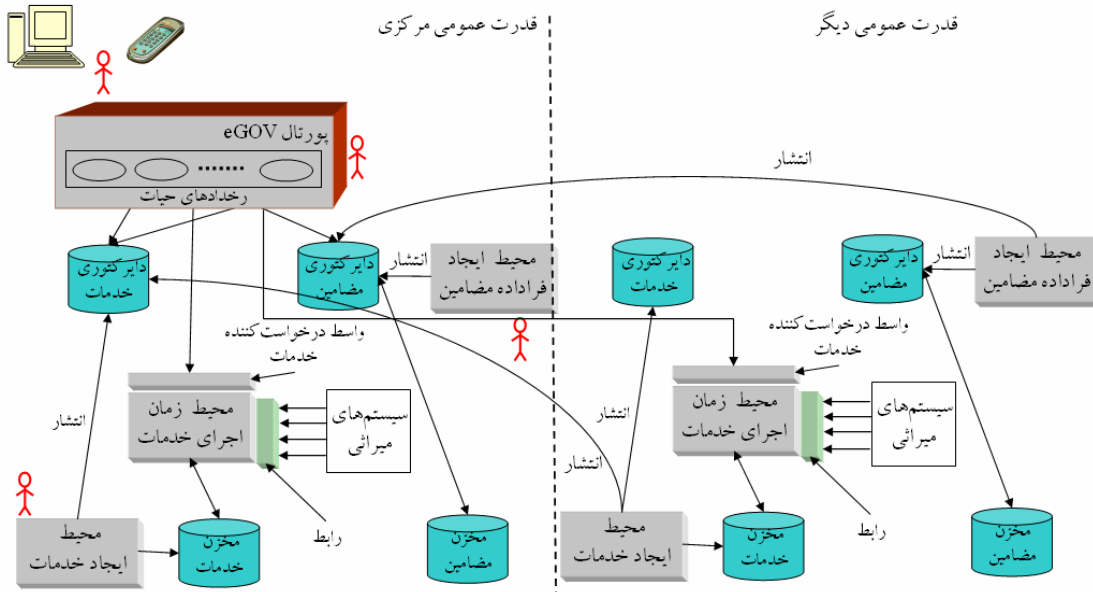 قدرت عمومی دیگر
قدرت عمومی مرکزی
پورتال eGOV
.......
رخدادهای حیات
انتشار
محیط ایجاد
فراداده مضامین
انتشار
دایرکتوری
مضامین
دایرکتوری
خدمات
محیط ایجاد
فراداده مضامین
انتشار
دایرکتوری
مضامین
دایرکتوری
خدمات
واسط درخواست‌کننده
خدمات
واسط درخواست‌کننده
خدمات
سیستم‌های
میراثی
محیط زمان
اجرای خدمات
انتشار
سیستم‌های
میراثی
محیط زمان
اجرای خدمات
انتشار
انتشار
رابط
رابط
مخزن
مضامین
مخزن
خدمات
محیط
ایجاد خدمات
مخزن
مضامین
مخزن
خدمات
محیط
ایجاد خدمات